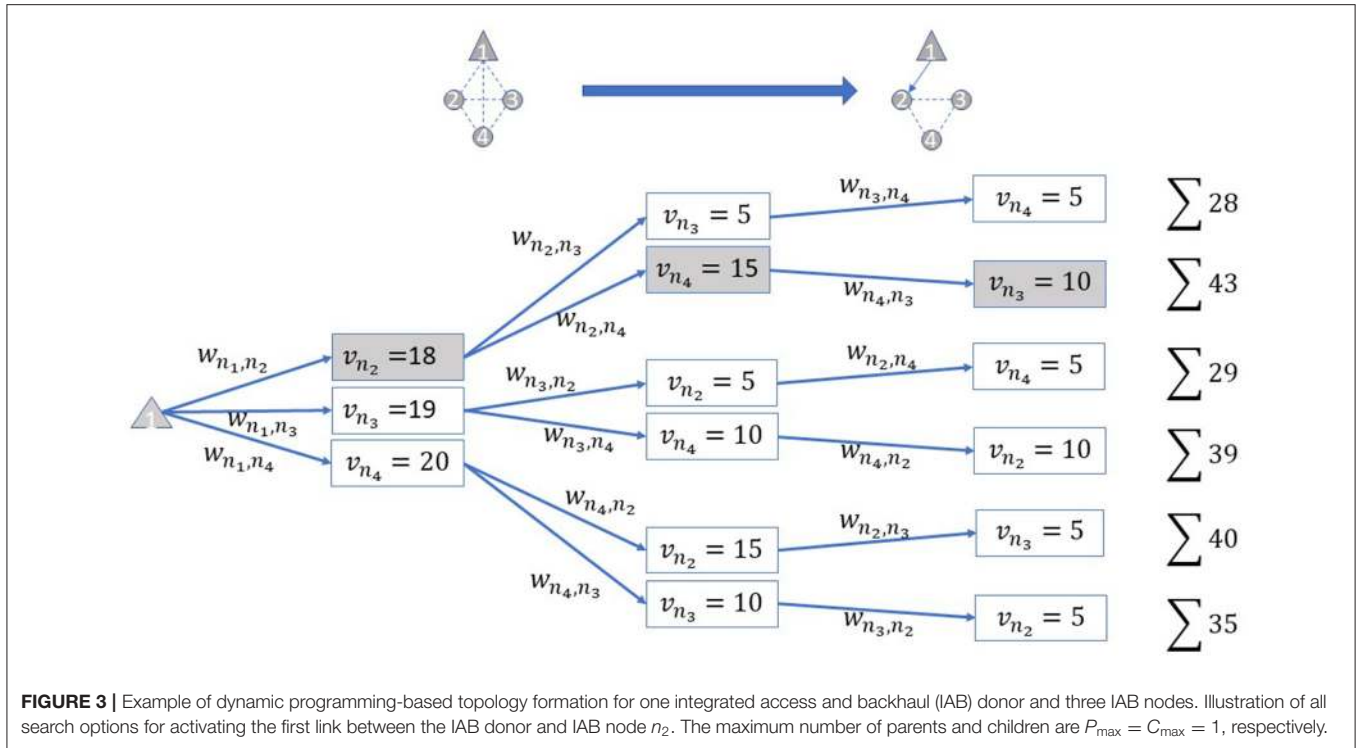 1
1
2
3
2
3
4
4
w_{n_3,n_4}
v_{n_3} = 5
v_{n_4} = 5
∑ 28
w_{n_2,n_3}
v_{n_4} = 15
v_{n_3} = 10
∑ 43
w_{n_4,n_3}
w_{n_2,n_4}
w_{n_1,n_2}
v_{n_2} =18
w_{n_3,n_2}
v_{n_2} = 5
w_{n_2,n_4}
v_{n_4} = 5
∑ 29
1
w_{n_1,n_3}
v_{n_3} =19
w_{n_3,n_4}
v_{n_4} = 10
w_{n_4,n_2}
v_{n_2} = 10
∑ 39
w_{n_1,n_4}
v_{n_4} = 20
w_{n_4,n_2}
v_{n_2} = 15
w_{n_2,n_3}
v_{n_3} = 5
∑ 40
w_{n_4,n_3}
v_{n_3} = 10
w_{n_3,n_2}
v_{n_2} = 5
∑ 35
FIGURE 3 | Example of dynamic programming-based topology formation for one integrated access and backhaul (IAB) donor and three IAB nodes. Illustration of all
search options for activating the first link between the IAB donor and IAB node n_2. The maximum number of parents and children are P_max = C_max = 1, respectively.